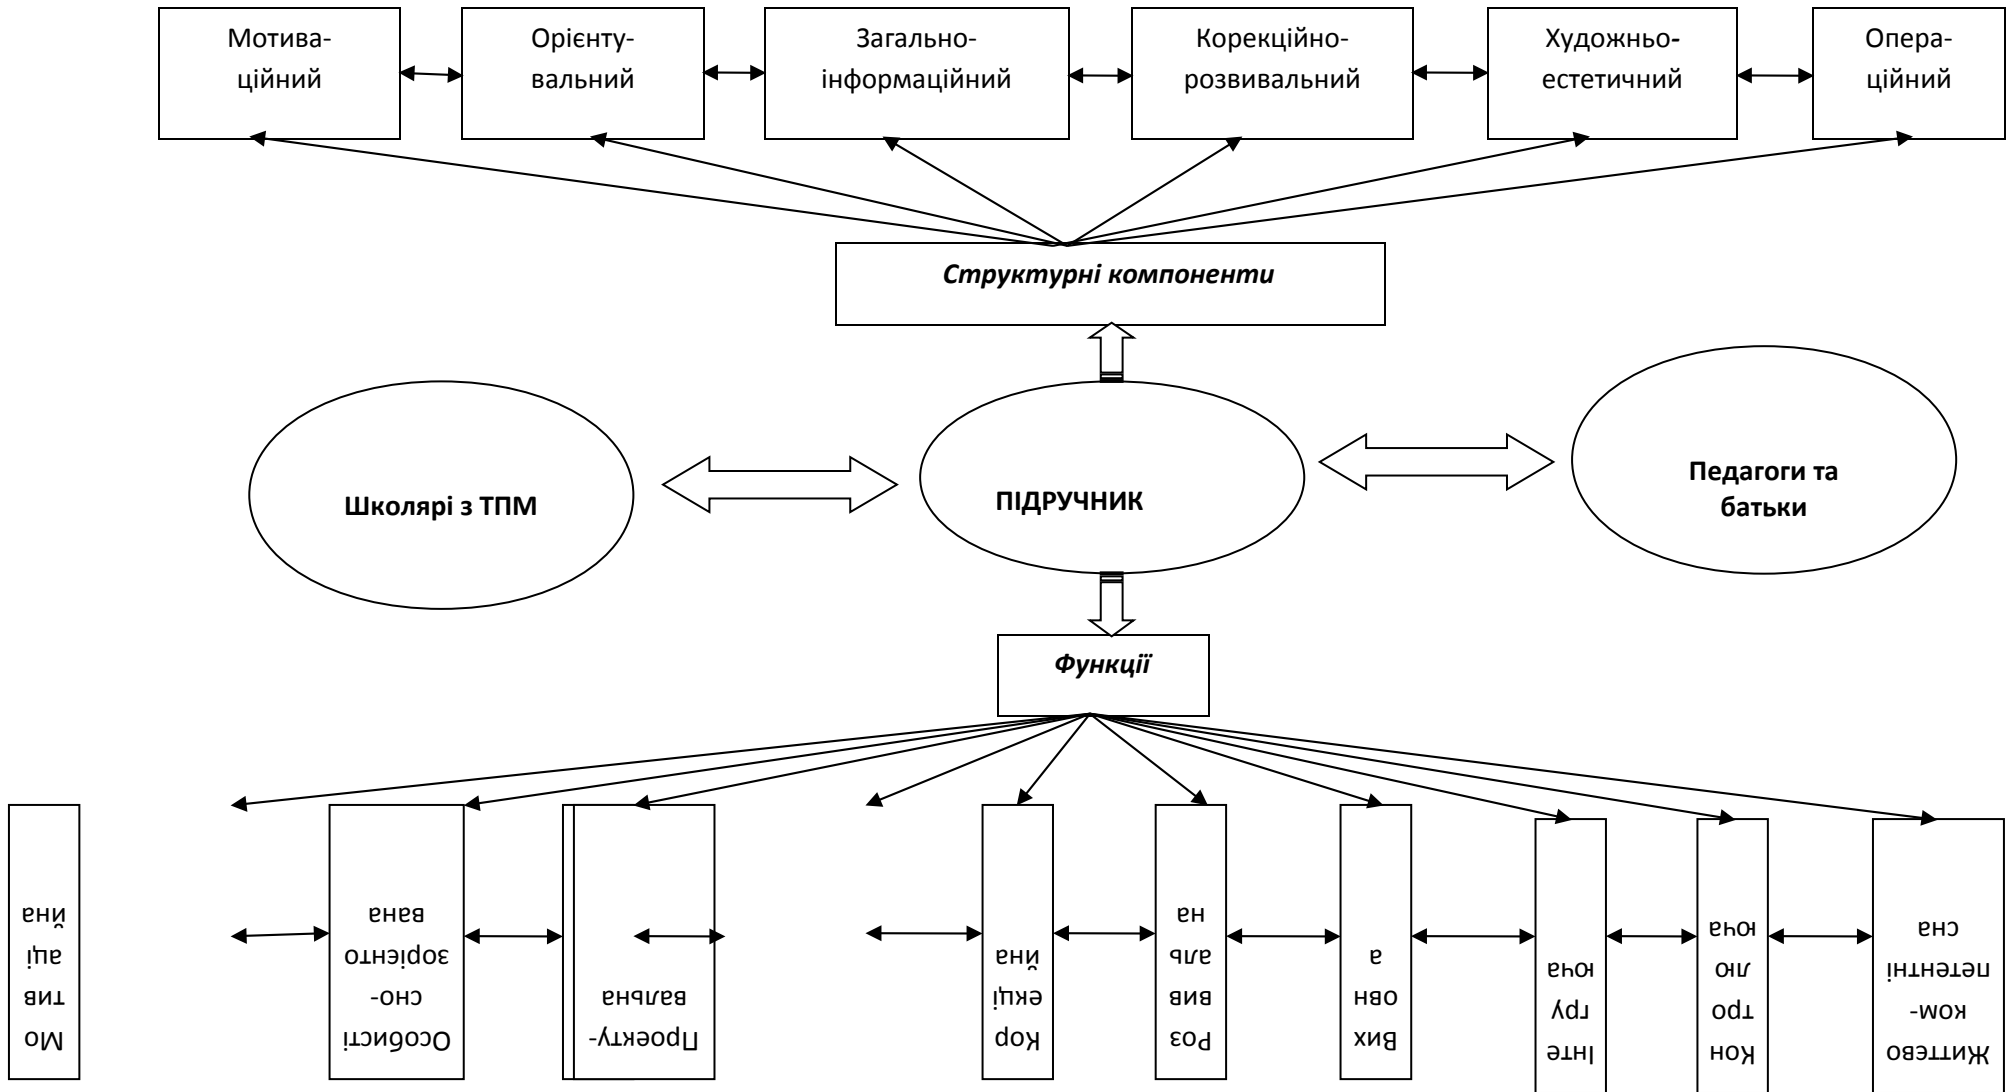 Мотива-
ційний
Орієнту-
вальний
Загально-
інформаційний
Корекційно-
розвивальний
Художньо-
естетичний
Опера-
ційний
Структурні компоненти
Школярі з ТПМ
ПІДРУЧНИК
Педагоги та
батьки
Функції
Мо
тив
аці
йна
Особисті
сно-
зорієнто
вана
Проекту-
вальна
Кор
екці
йна
Роз
вив
аль
на
Вих
овн
а
Інте
гру
юча
Кон
тро
лю
юча
Життєво
ком-
петентні
сна